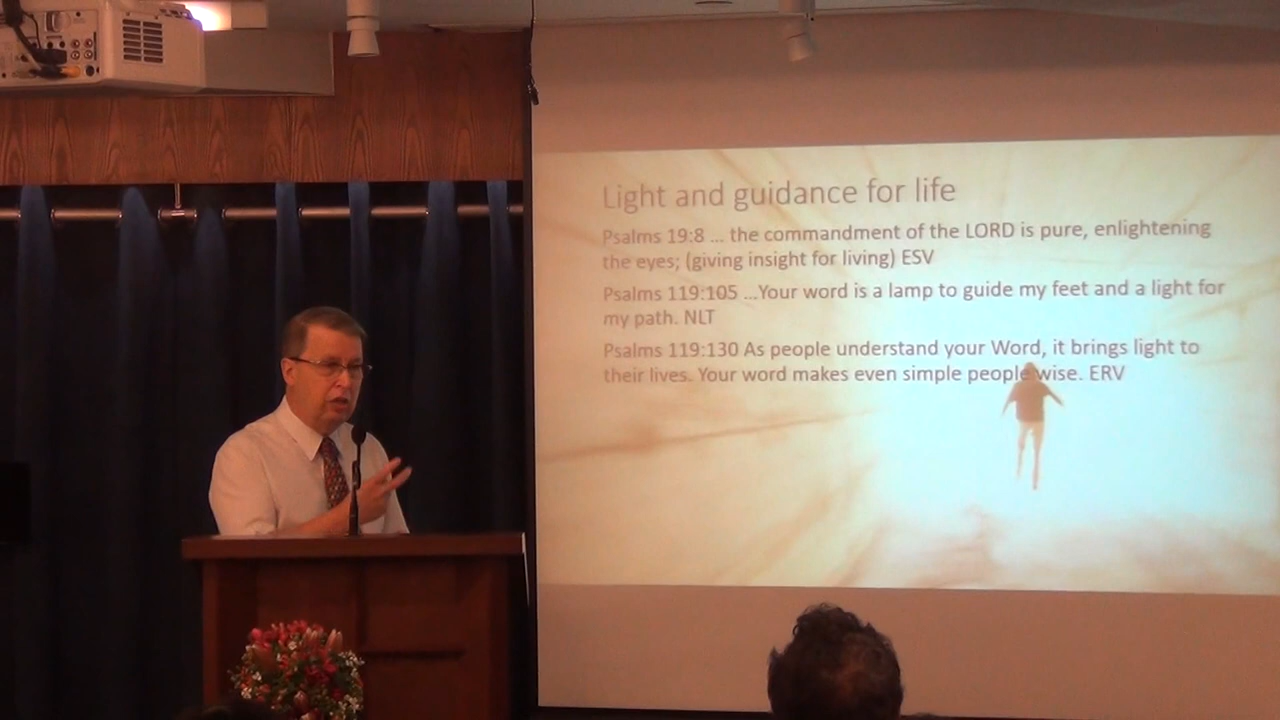 Light and guidance for life
Psalms 19:8 ... the commandment of the LORD is pure, enlightening
the eyes; (giving insight for living) ESV
Psalms 119:105 ...Your word is a lamp to guide my feet and a light for
my path. NLT
Psalms 119:130 As people understand your Word, it brings light to
their lives. Your word makes even simple people wise. ERV